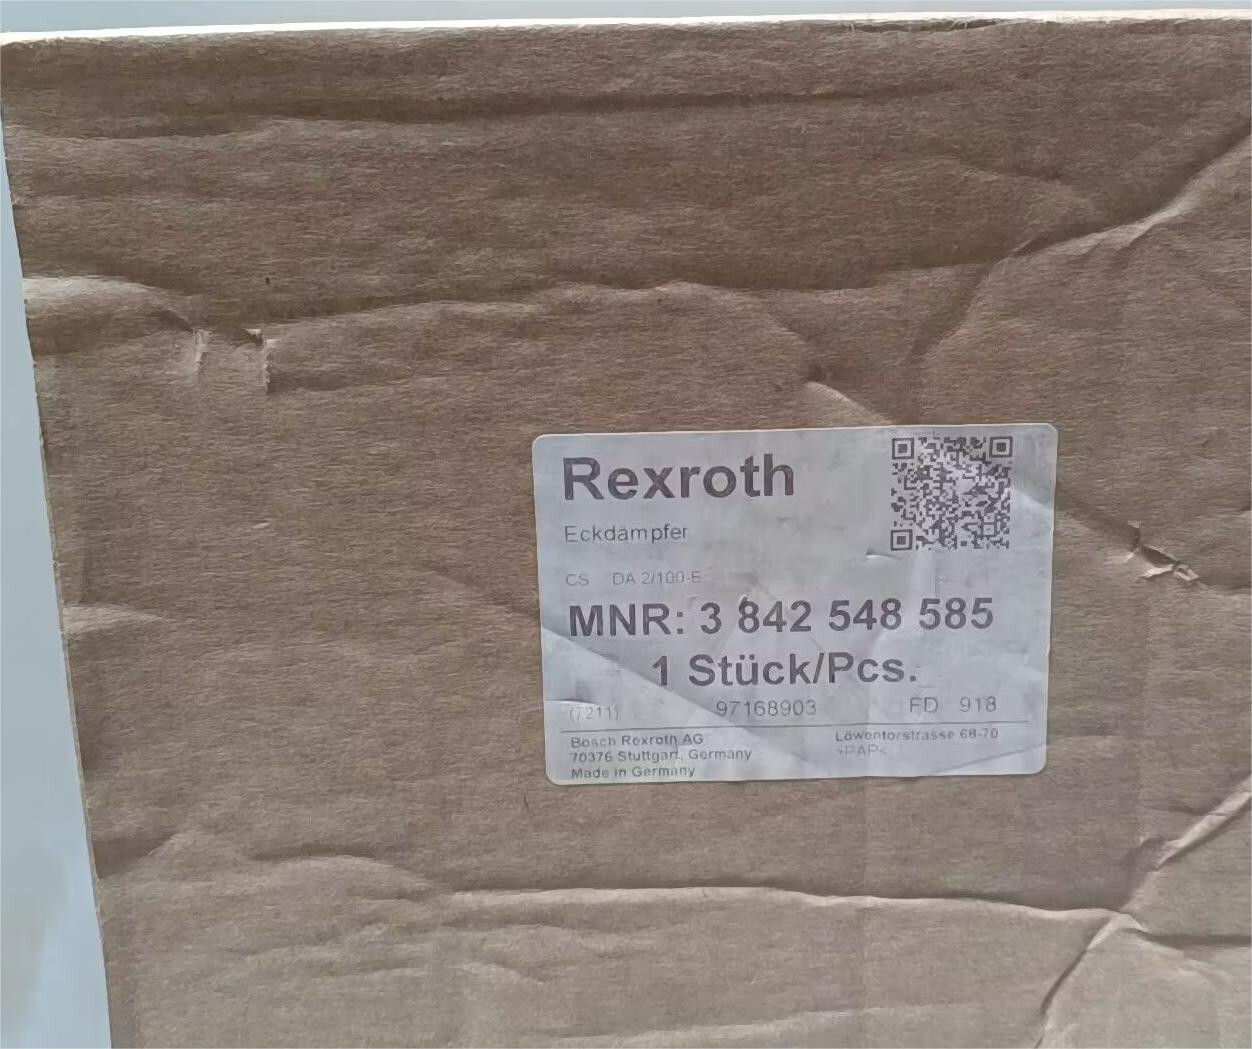 Rexroth
Eckdämpfer
CS DA 2/100-E
MNR: 3 842 548 585
1 Stück/Pcs.
(7211) 97168903 FD 918
Bosch Rexroth AG Löwentorstrasse 68-70
70376 Stuttgart, Germany >PAP<
Made in Germany